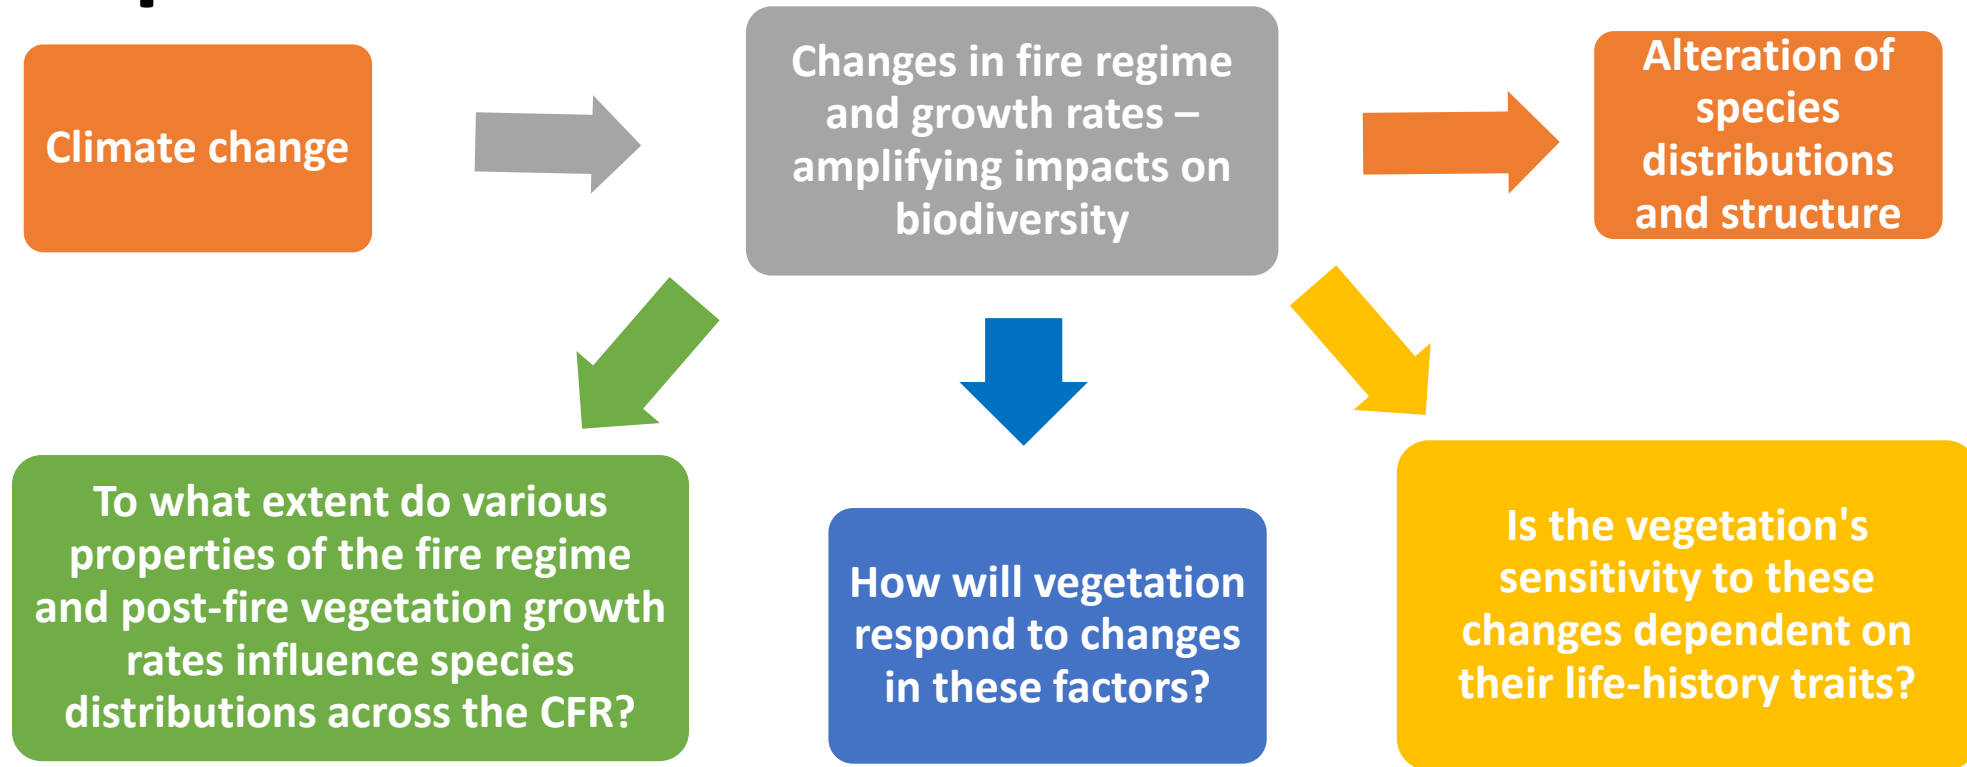 Climate change
Changes in fire regime
and growth rates –
amplifying impacts on
biodiversity
Alteration of
species
distributions
and structure
To what extent do various
properties of the fire regime
and post-fire vegetation growth
rates influence species
distributions across the CFR?
How will vegetation
respond to changes
in these factors?
Is the vegetation's
sensitivity to these
changes dependent on
their life-history traits?